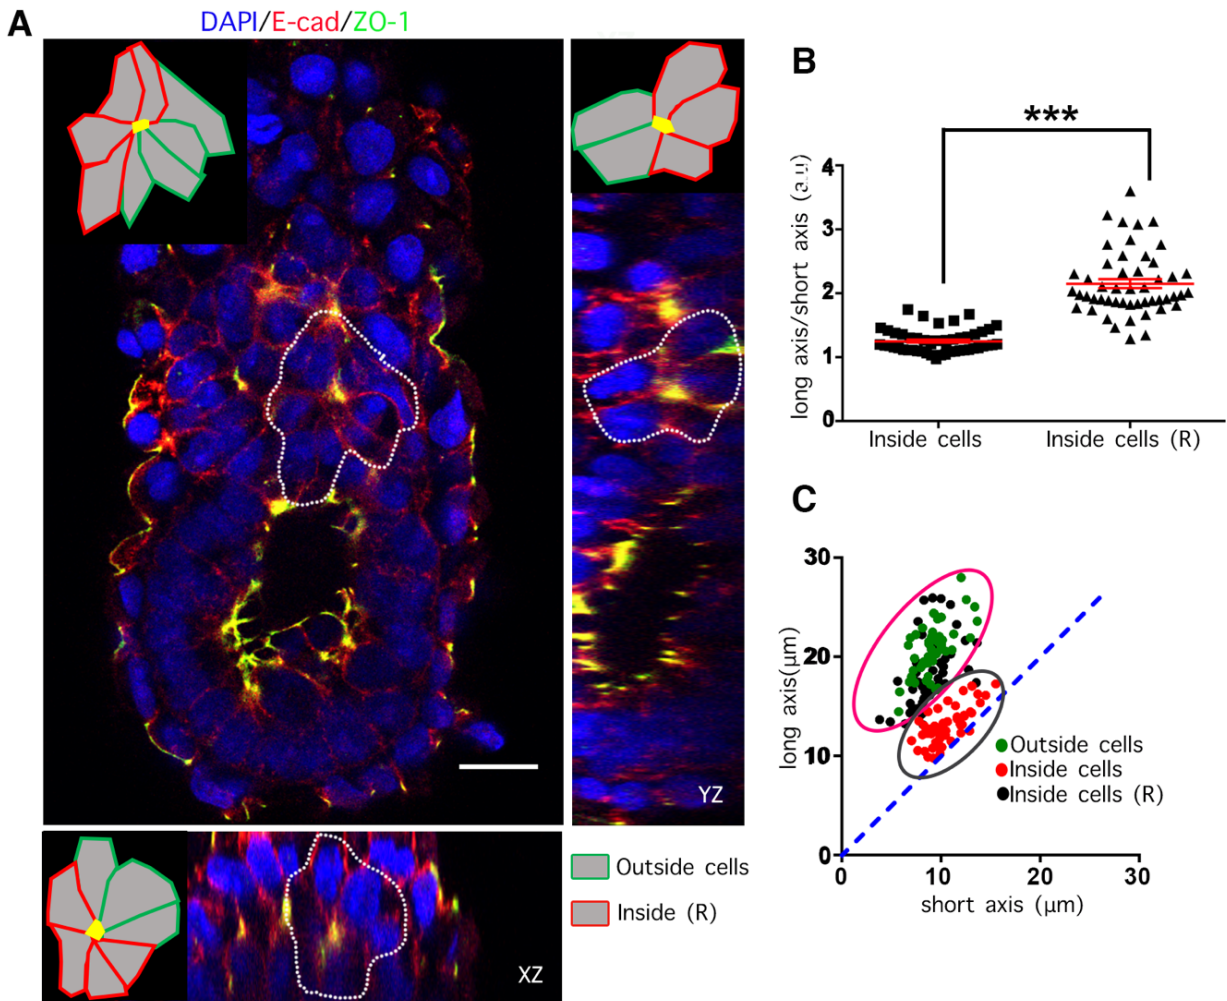 A
DAPI/E-cad/ZO-1
YZ
XZ
Outside cells
Inside (R)
B
***
long axis/short axis (a.u)
4
3
2
1
0
Inside cells
Inside cells (R)
C
long axis(μm)
30
20
10
0
0 10 20 30
short axis (μm)
Outside cells
Inside cells
Inside cells (R)